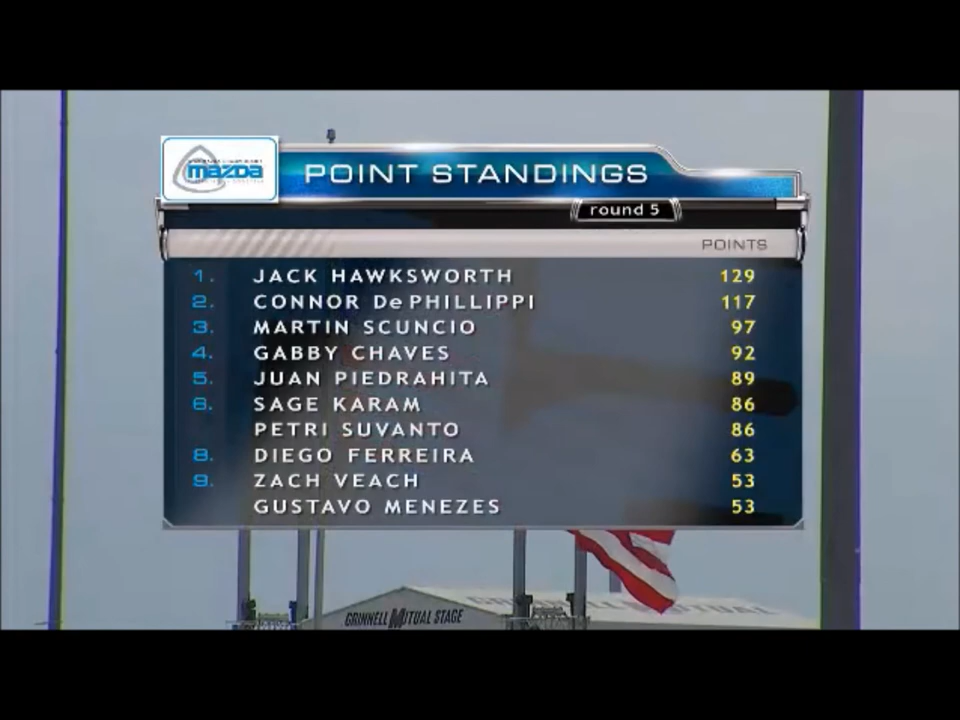 mazda
POINT STANDINGS
round 5
POINTS
1. JACK HAWKSWORTH 129
2. CONNOR DePHILLIPPI 117
3. MARTIN SCUNCIO 97
4. GABBY CHAVES 92
5. JUAN PIEDRAHITA 89
6. SAGE KARAM 86
PETRI SUVANTO 86
8. DIEGO FERREIRA 63
9. ZACH VEACH 53
GUSTAVO MENEZES 53
GRINNELL MUTUAL STAGE
GRINNELL MUTUAL